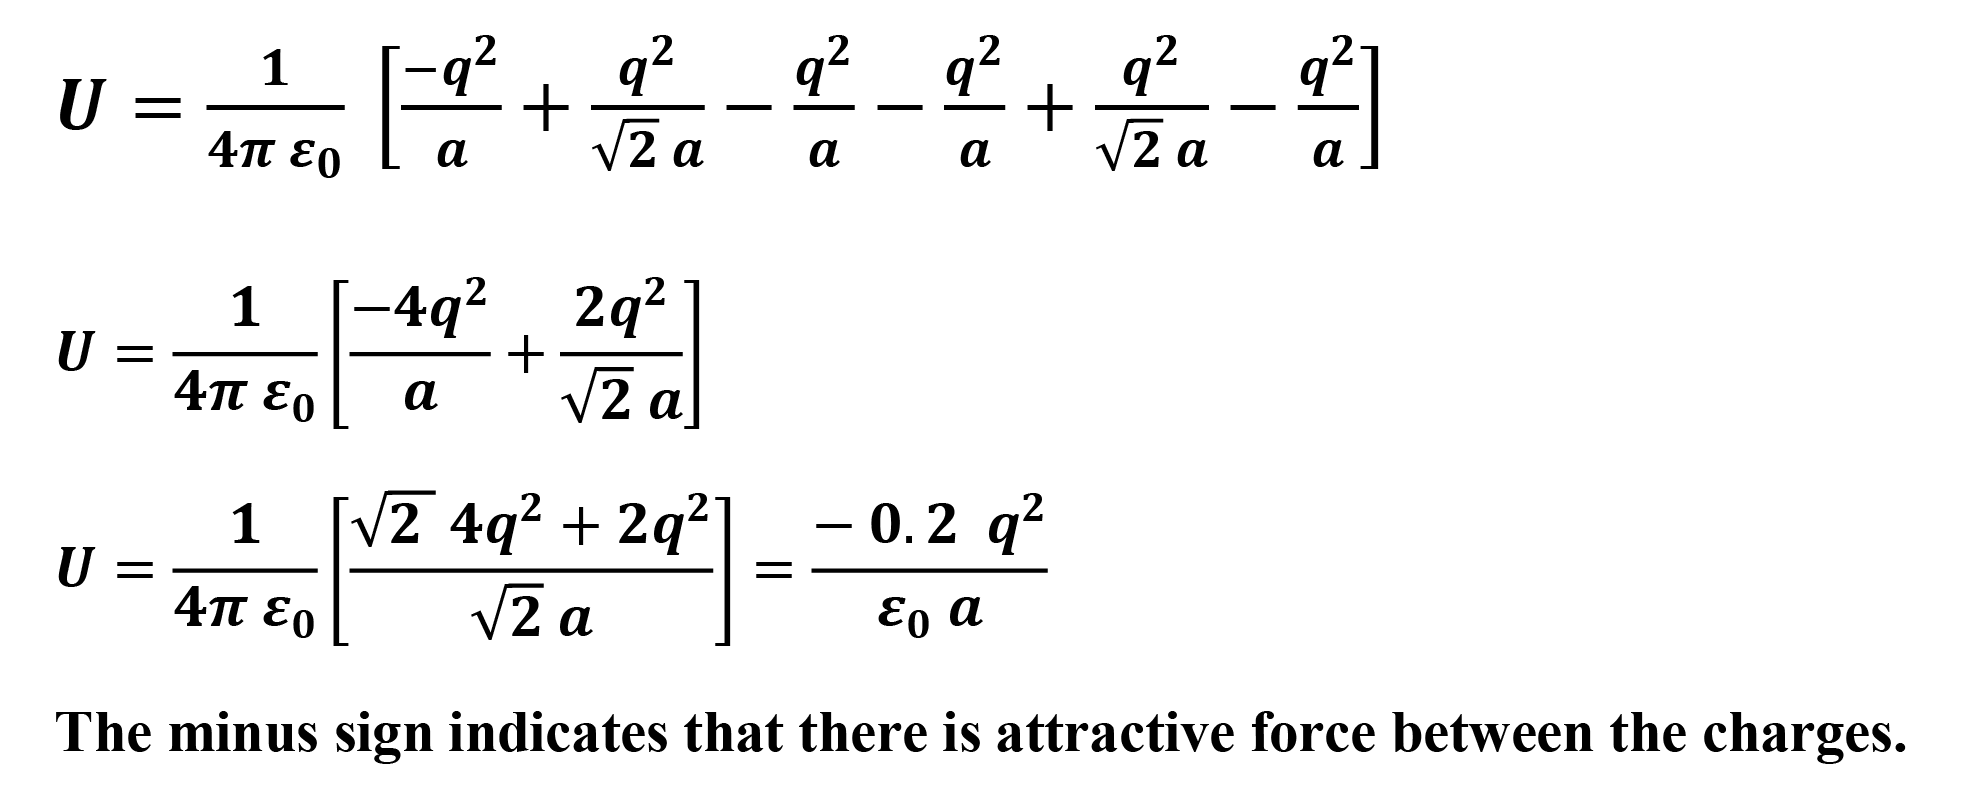 U = 1/(4π ε₀) [−q²/a + q²/(√2 a) − q²/a − q²/a + q²/(√2 a) − q²/a]
U = 1/(4π ε₀) [−4q²/a + 2q²/(√2 a)]
U = 1/(4π ε₀) [(√2 4q² + 2q²)/(√2 a)] = (− 0.2 q²)/(ε₀ a)
The minus sign indicates that there is attractive force between the charges.